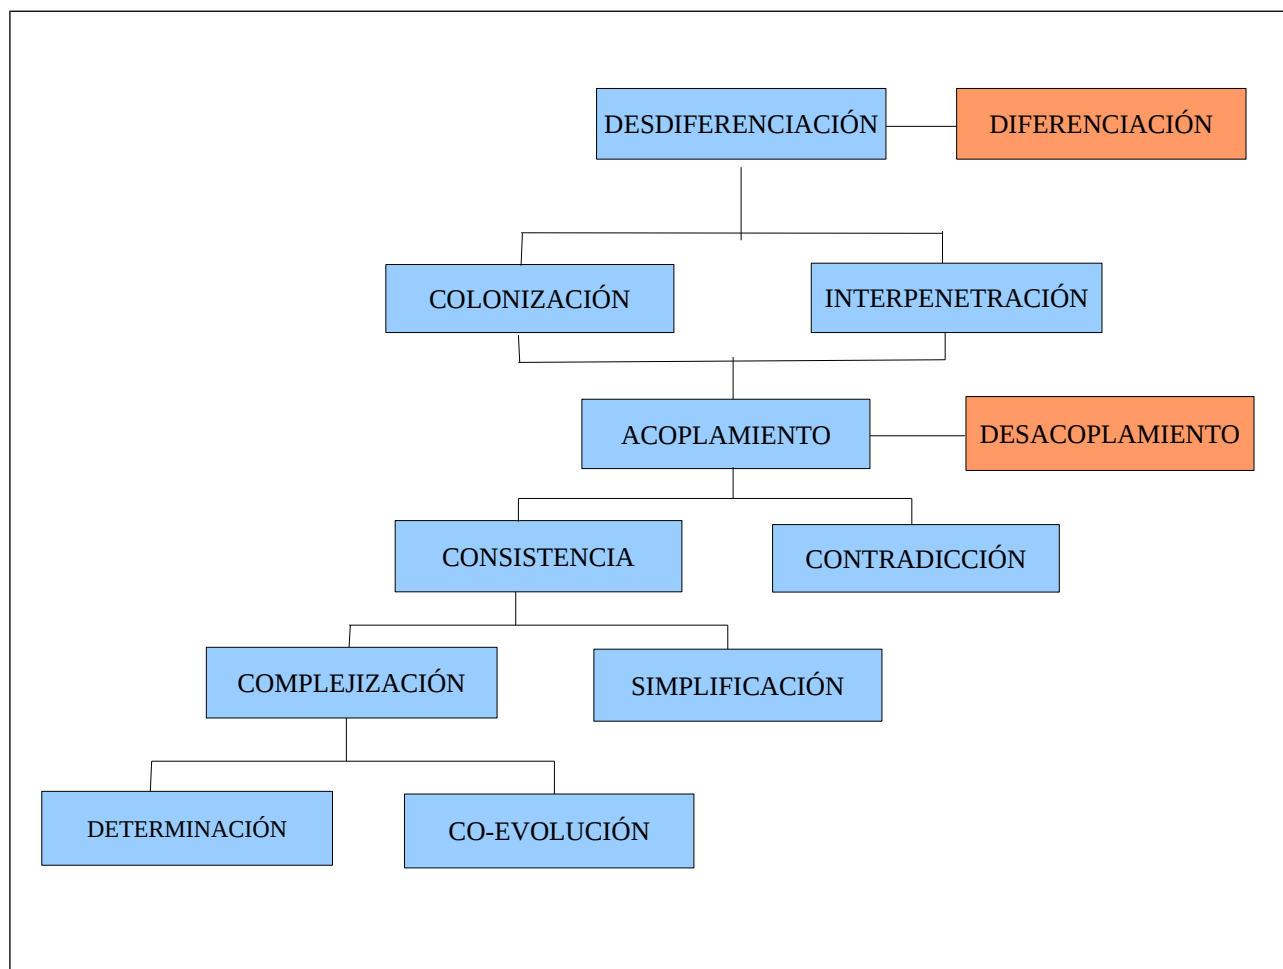 DESDIFERENCIACIÓN
DIFERENCIACIÓN
COLONIZACIÓN
INTERPENETRACIÓN
ACOPLAMIENTO
DESACOPLAMIENTO
CONSISTENCIA
CONTRADICCIÓN
COMPLEJIZACIÓN
SIMPLIFICACIÓN
DETERMINACIÓN
CO-EVOLUCIÓN